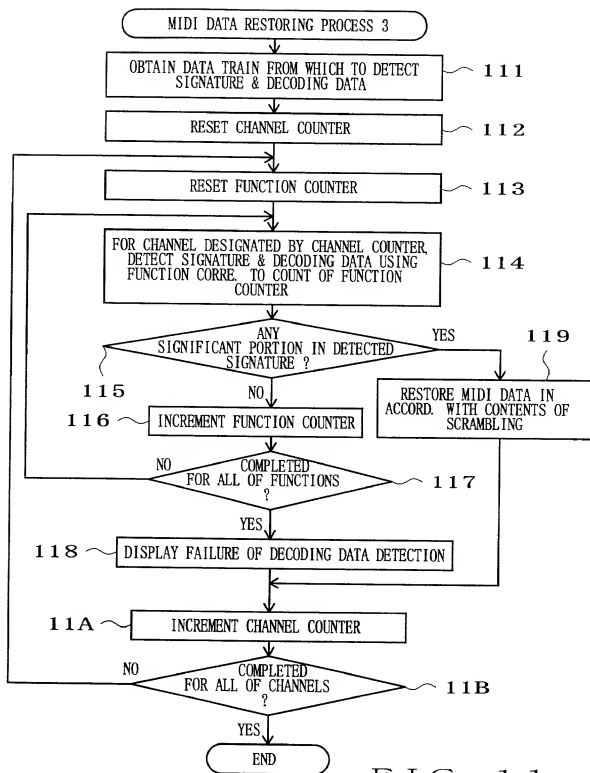 MIDI DATA RESTORING PROCESS 3
OBTAIN DATA TRAIN FROM WHICH TO DETECT
SIGNATURE & DECODING DATA
111
RESET CHANNEL COUNTER
112
RESET FUNCTION COUNTER
113
FOR CHANNEL DESIGNATED BY CHANNEL COUNTER,
DETECT SIGNATURE & DECODING DATA USING
FUNCTION CORRE. TO COUNT OF FUNCTION
COUNTER
114
ANY
SIGNIFICANT PORTION IN DETECTED
SIGNATURE ?
115
YES
119
RESTORE MIDI DATA IN
ACCORD. WITH CONTENTS OF
SCRAMBLING
NO
116
INCREMENT FUNCTION COUNTER
NO
COMPLETED
FOR ALL OF FUNCTIONS
?
117
YES
118
DISPLAY FAILURE OF DECODING DATA DETECTION
11A
INCREMENT CHANNEL COUNTER
NO
COMPLETED
FOR ALL OF CHANNELS
?
11B
YES
END